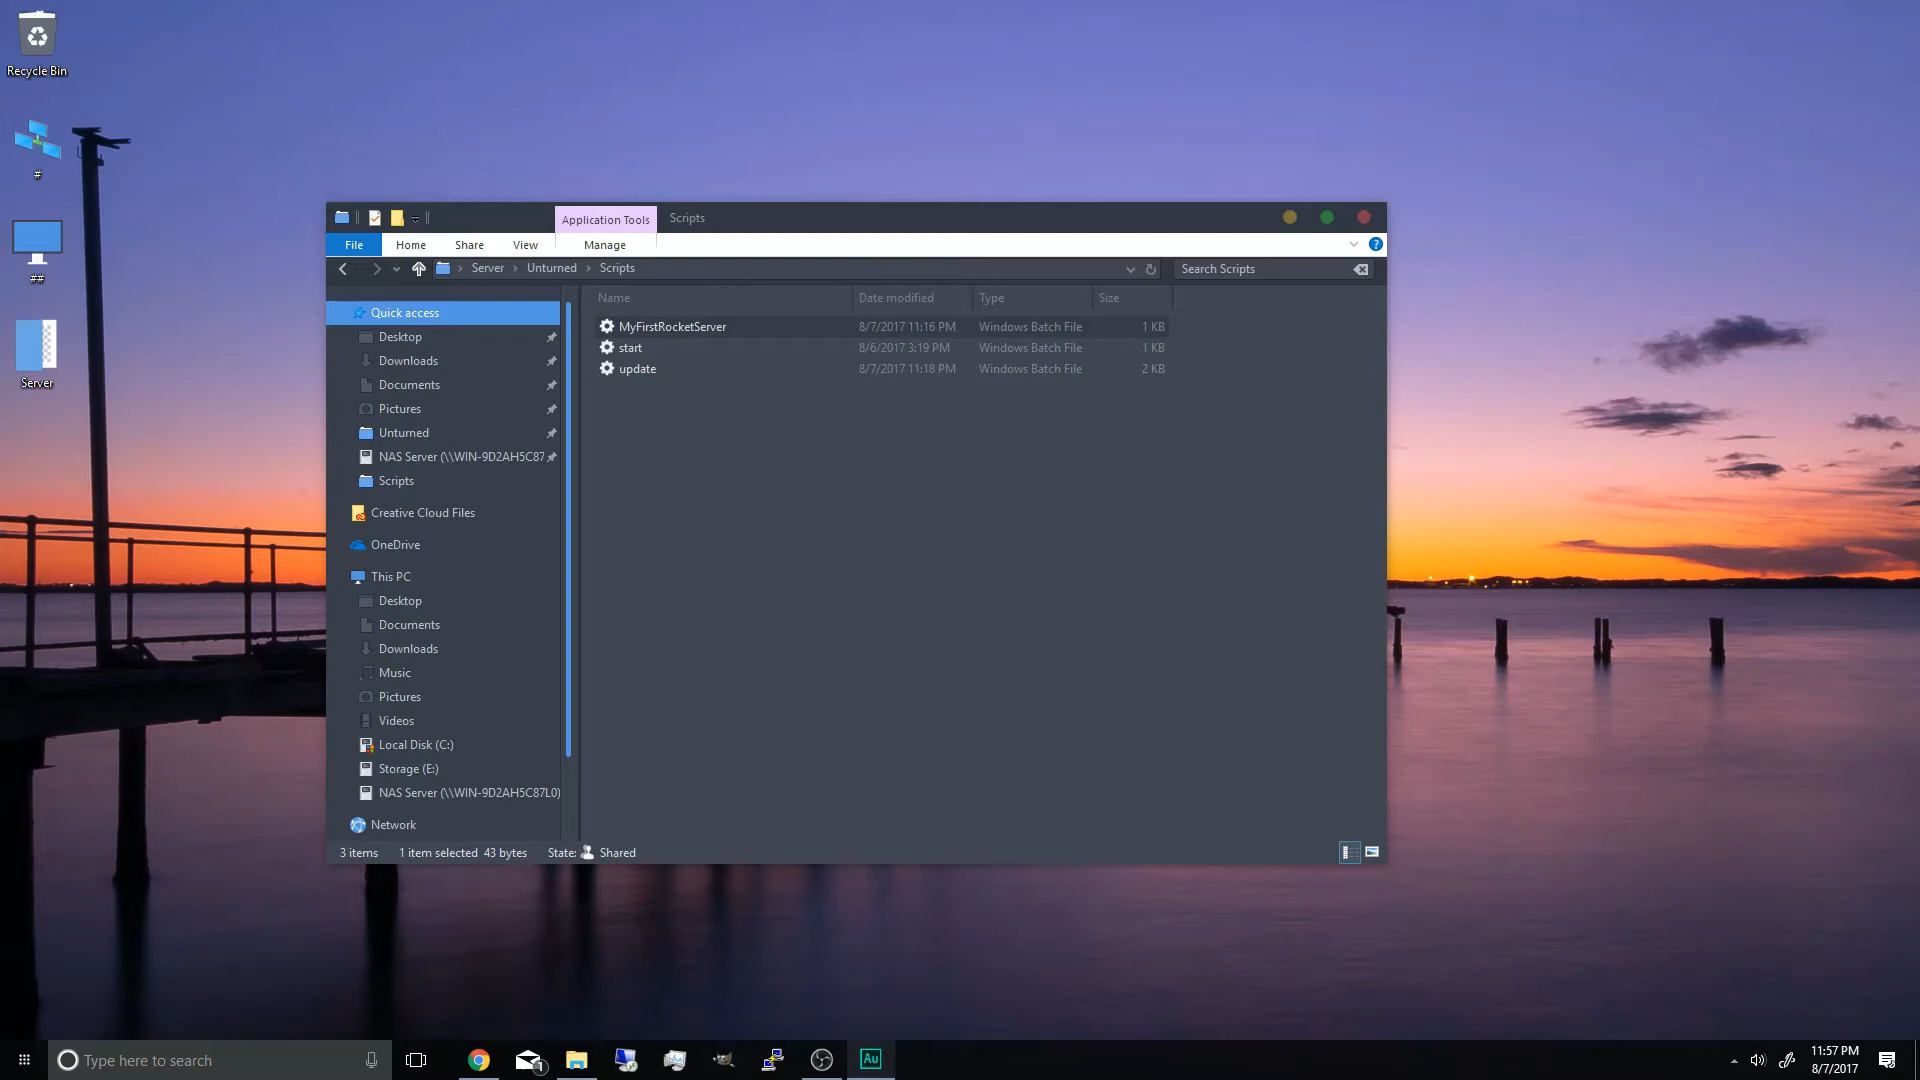 Recycle Bin
#
##
Server
Application Tools
Scripts
File
Home
Share
View
Manage
Server
Unturned
Scripts
Search Scripts
Name
Date modified
Type
Size
MyFirstRocketServer
8/7/2017 11:16 PM
Windows Batch File
1 KB
start
8/6/2017 3:19 PM
Windows Batch File
1 KB
update
8/7/2017 11:18 PM
Windows Batch File
2 KB
Quick access
Desktop
Downloads
Documents
Pictures
Unturned
NAS Server (\\WIN-9D2AH5C87
Scripts
Creative Cloud Files
OneDrive
This PC
Desktop
Documents
Downloads
Music
Pictures
Videos
Local Disk (C:)
Storage (E:)
NAS Server (\\WIN-9D2AH5C87L0)
Network
3 items
1 item selected 43 bytes
State: Shared
Type here to search
1
Au
11:57 PM
8/7/2017